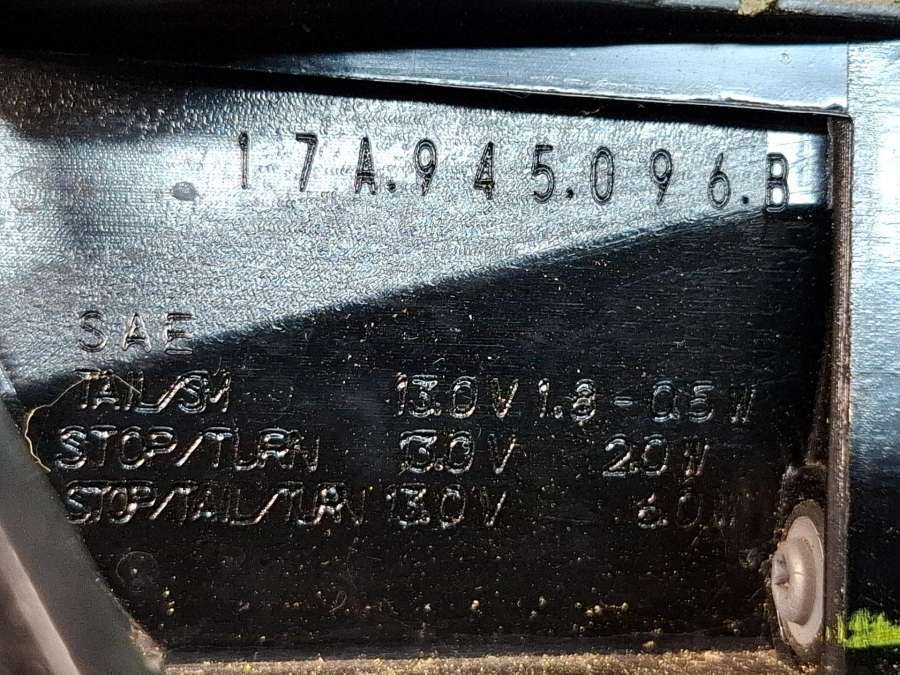 17A.945.096.B
SAE
TAIL/SM 13.0V 1.8-0.5W
STOP/TURN 13.0V 2.0W
STOP/TAIL/TURN 13.0V 6.0W